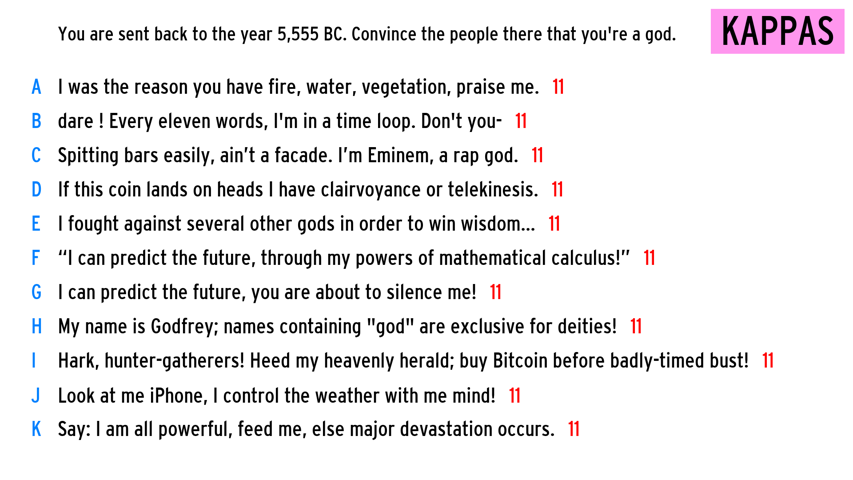 You are sent back to the year 5,555 BC. Convince the people there that you're a god.
KAPPAS
A I was the reason you have fire, water, vegetation, praise me. 11
B dare ! Every eleven words, I'm in a time loop. Don't you- 11
C Spitting bars easily, ain’t a facade. I’m Eminem, a rap god. 11
D If this coin lands on heads I have clairvoyance or telekinesis. 11
E I fought against several other gods in order to win wisdom... 11
F “I can predict the future, through my powers of mathematical calculus!” 11
G I can predict the future, you are about to silence me! 11
H My name is Godfrey; names containing "god" are exclusive for deities! 11
I Hark, hunter-gatherers! Heed my heavenly herald; buy Bitcoin before badly-timed bust! 11
J Look at me iPhone, I control the weather with me mind! 11
K Say: I am all powerful, feed me, else major devastation occurs. 11